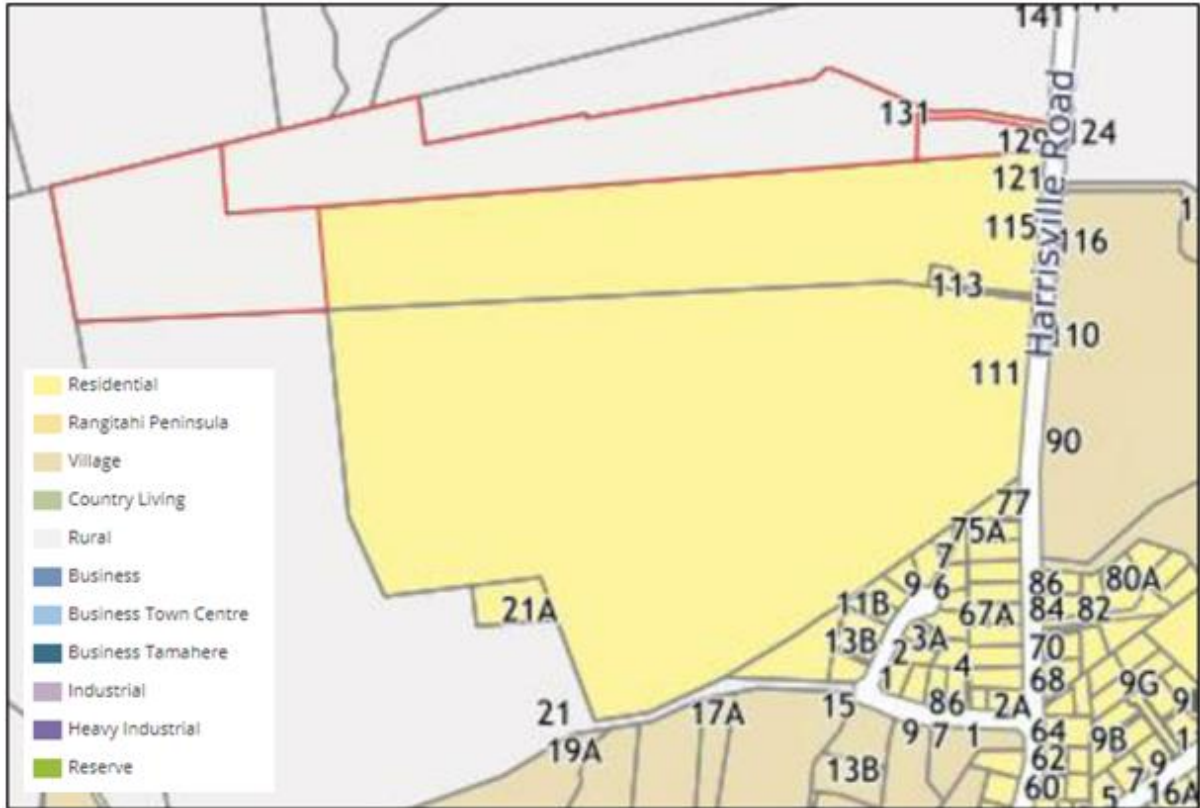 141
131
129
124
121
115
116
113
110
111
90
Harrisville Road
77
75A
7
9
6
86
80A
11B
21A
67A
84
82
13B
3A
2
70
4
1
68
9G
86
2A
21
17A
15
9
7
1
64
9B
19A
62
9
13B
7
60
5
16A
Residential
Rangitahi Peninsula
Village
Country Living
Rural
Business
Business Town Centre
Business Tamahere
Industrial
Heavy Industrial
Reserve